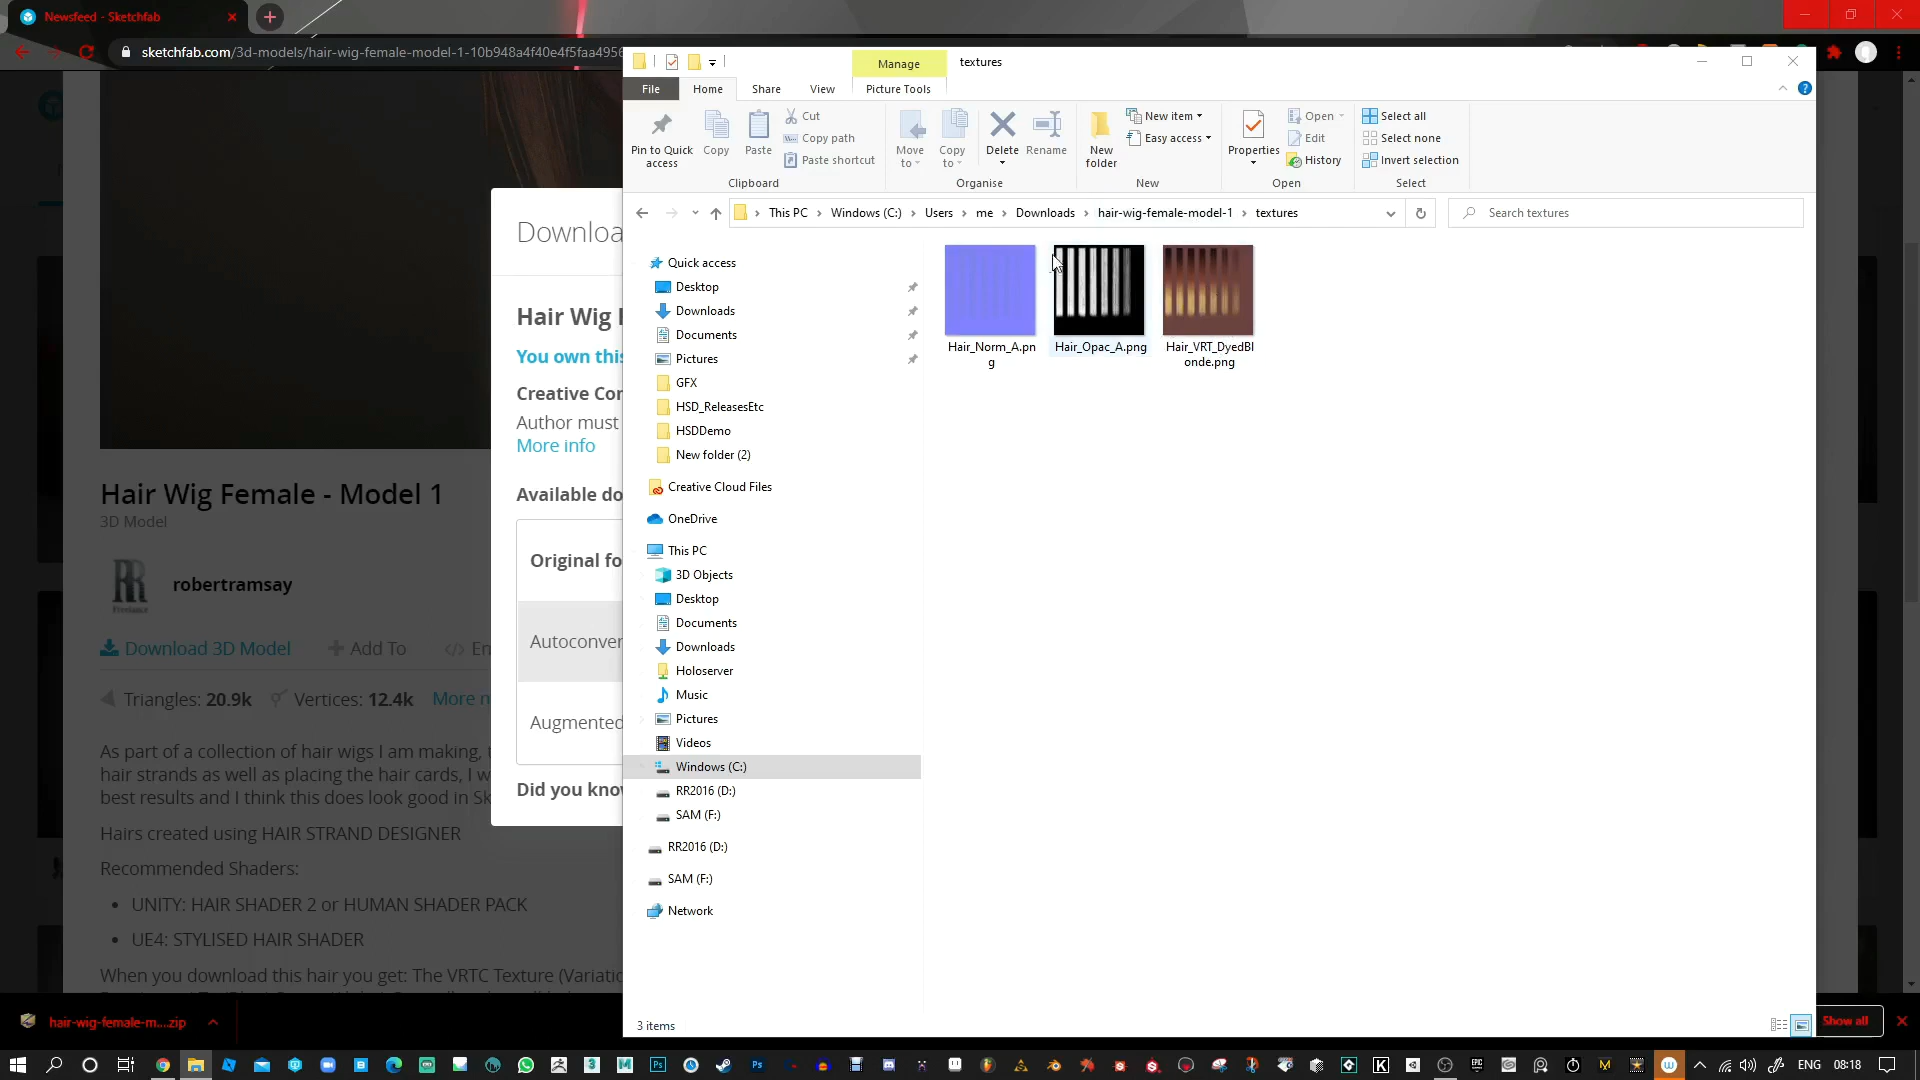 Newsfeed - Sketchfab
sketchfab.com/3d-models/hair-wig-female-model-1-10b948a4f40e4f5faa4956
Manage
textures
File
Home
Share
View
Picture Tools
Pin to Quick access
Copy
Paste
Cut
Copy path
Paste shortcut
Clipboard
Move to
Copy to
Delete
Rename
Organise
New folder
New item
Easy access
New
Properties
Open
Edit
History
Open
Select all
Select none
Invert selection
Select
This PC
Windows (C:)
Users
me
Downloads
hair-wig-female-model-1
textures
Search textures
Quick access
Desktop
Downloads
Documents
Pictures
GFX
HSD_ReleasesEtc
HSDDemo
New folder (2)
Creative Cloud Files
OneDrive
This PC
3D Objects
Desktop
Documents
Downloads
Holoserver
Music
Pictures
Videos
Windows (C:)
RR2016 (D:)
SAM (F:)
RR2016 (D:)
SAM (F:)
Network
Hair_Norm_A.pn
g
Hair_Opac_A.png
Hair_VRT_DyedBl
onde.png
3 items
Downloa
Hair Wig
You own this
Creative Co
Author must
More info
Available do
Original fo
Autoconver
Augmented
Did you know
Hair Wig Female - Model 1
3D Model
RR
Freelance
robertramsay
Download 3D Model
Add To
Em
Triangles: 20.9k
Vertices: 12.4k
More
As part of a collection of hair wigs I am making,
hair strands as well as placing the hair cards, I w
best results and I think this does look good in Sk
Hairs created using HAIR STRAND DESIGNER
Recommended Shaders:
• UNITY: HAIR SHADER 2 or HUMAN SHADER PACK
• UE4: STYLISED HAIR SHADER
When you download this hair you get: The VRTC Texture (Variatio
hair-wig-female-m....zip
Show all
ENG
08:18